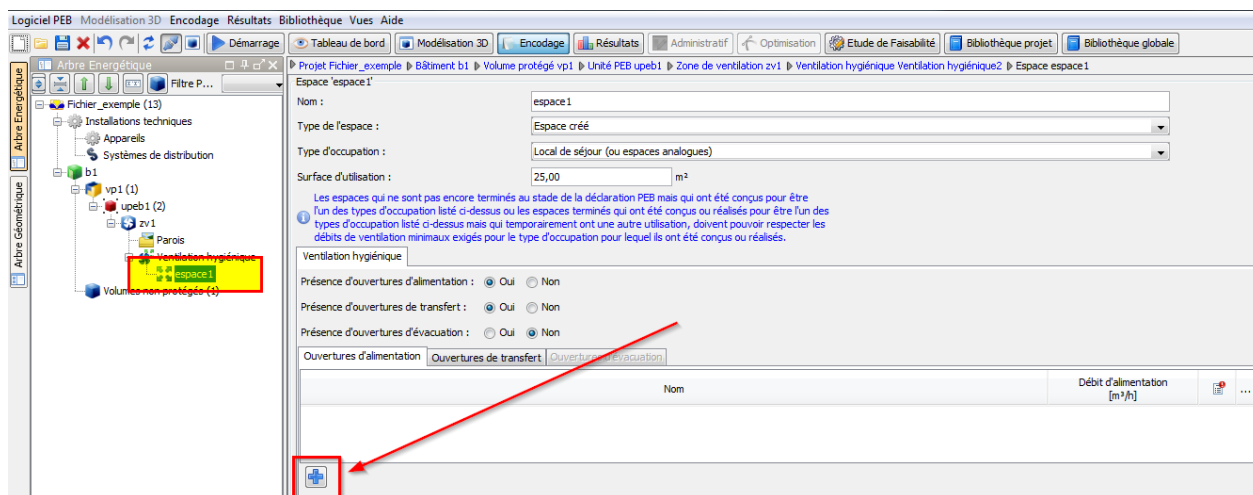 Logiciel PEB Modélisation 3D Encodage Résultats Bibliothèque Vues Aide
Démarrage Tableau de bord Modélisation 3D Encodage Résultats Administratif Optimisation Etude de Faisabilité Bibliothèque projet Bibliothèque globale
Arbre Energétique
Arbre Géométrique
Arbre Energétique
Filtre P...
Fichier_exemple (13)
Installations techniques
Appareils
Systèmes de distribution
b1
vp1 (1)
upeb1 (2)
zv1
Parois
Ventilation hygiénique
espace1
Volumes non protégés (1)
Projet Fichier_exemple Bâtiment b1 Volume protégé vp1 Unité PEB upeb1 Zone de ventilation zv1 Ventilation hygiénique Ventilation hygiénique2 Espace espace1
Espace 'espace1'
Nom : espace1
Type de l'espace : Espace créé
Type d'occupation : Local de séjour (ou espaces analogues)
Surface d'utilisation : 25,00 m²
Les espaces qui ne sont pas encore terminés au stade de la déclaration PEB mais qui ont été conçus pour être
l'un des types d'occupation listé ci-dessus ou les espaces terminés qui ont été conçus ou réalisés pour être l'un des
types d'occupation listé ci-dessus mais qui temporairement ont une autre utilisation, doivent pouvoir respecter les
débits de ventilation minimaux exigés pour le type d'occupation pour lequel ils ont été conçus ou réalisés.
Ventilation hygiénique
Présence d'ouvertures d'alimentation : Oui Non
Présence d'ouvertures de transfert : Oui Non
Présence d'ouvertures d'évacuation : Oui Non
Ouvertures d'alimentation Ouvertures de transfert Ouvertures d'évacuation
Nom
Débit d'alimentation
[m³/h]
...